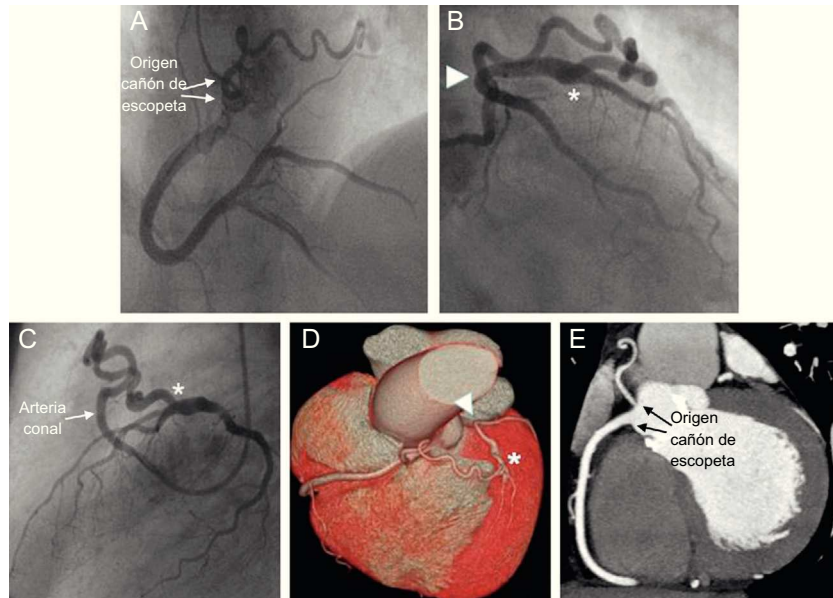 A
Origen
cañón de
escopeta
B
*
C
*
Arteria
conal
D
*
E
Origen
cañón de
escopeta